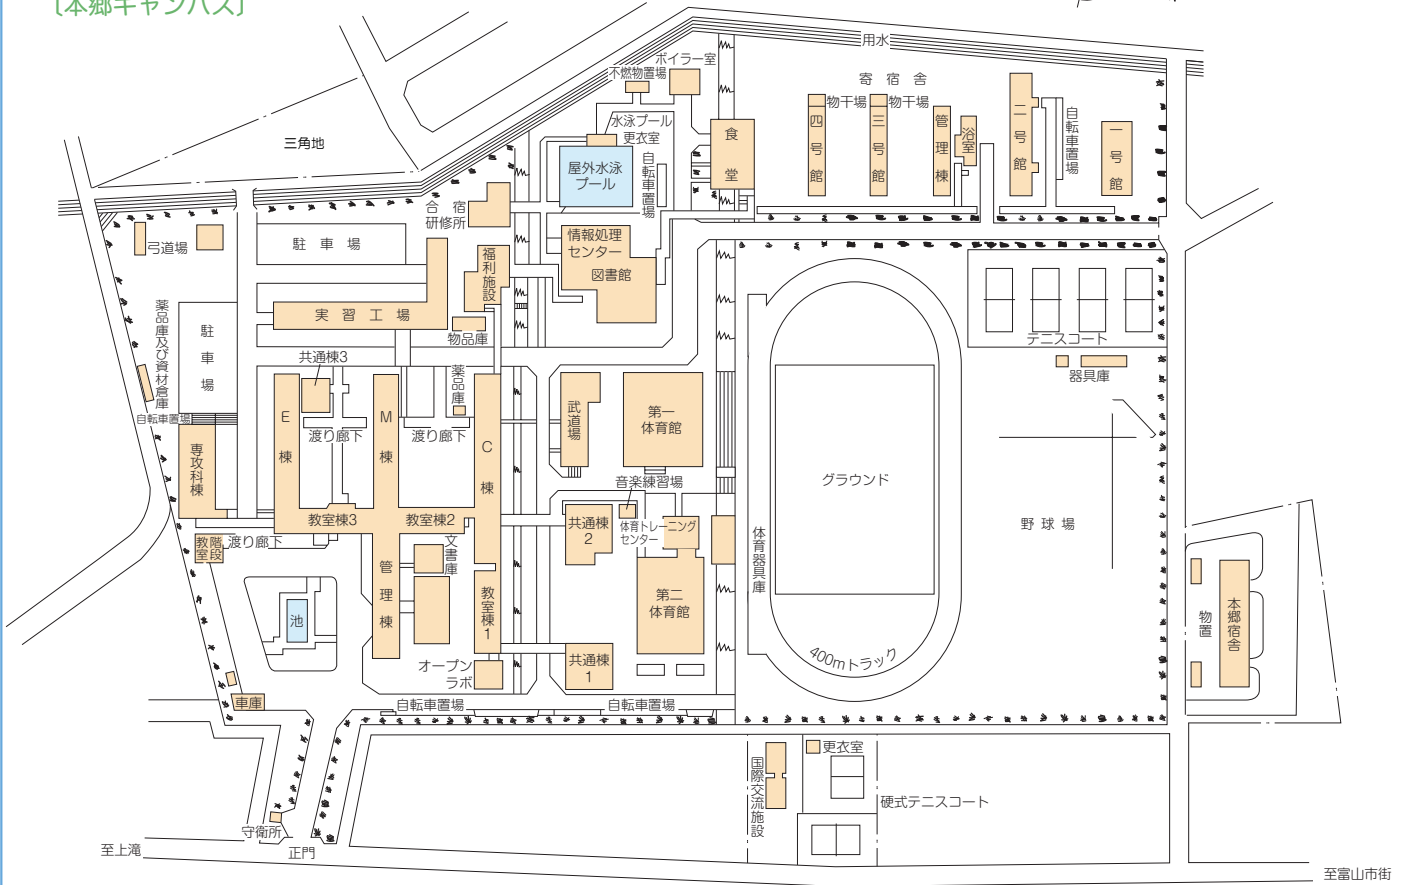 〔本郷キャンパス〕
用水
ボイラー室
不燃物置場
寄宿舎
物干場
物干場
四号館
三号館
管理棟
浴室
二号館
自転車置場
一号館
食堂
水泳プール
更衣室
自転車置場
屋外水泳
プール
三角地
合宿
研修所
弓道場
駐車場
情報処理
センター
図書館
福利施設
実習工場
物品庫
薬品庫及び資材倉庫
駐車場
自転車置場
共通棟3
薬品庫
E棟
M棟
C棟
渡り廊下
渡り廊下
専攻科棟
武道場
第一
体育館
音楽練習場
グラウンド
テニスコート
器具庫
野球場
教室棟3
教室棟2
階段教室
渡り廊下
文書庫
管理棟
共通棟
2
体育トレーニング
センター
体育器具庫
第二
体育館
池
教室棟1
オープン
ラボ
共通棟
1
400mトラック
物置
本郷宿舎
車庫
自転車置場
自転車置場
国際交流施設
更衣室
硬式テニスコート
守衛所
正門
至上滝
至富山市街